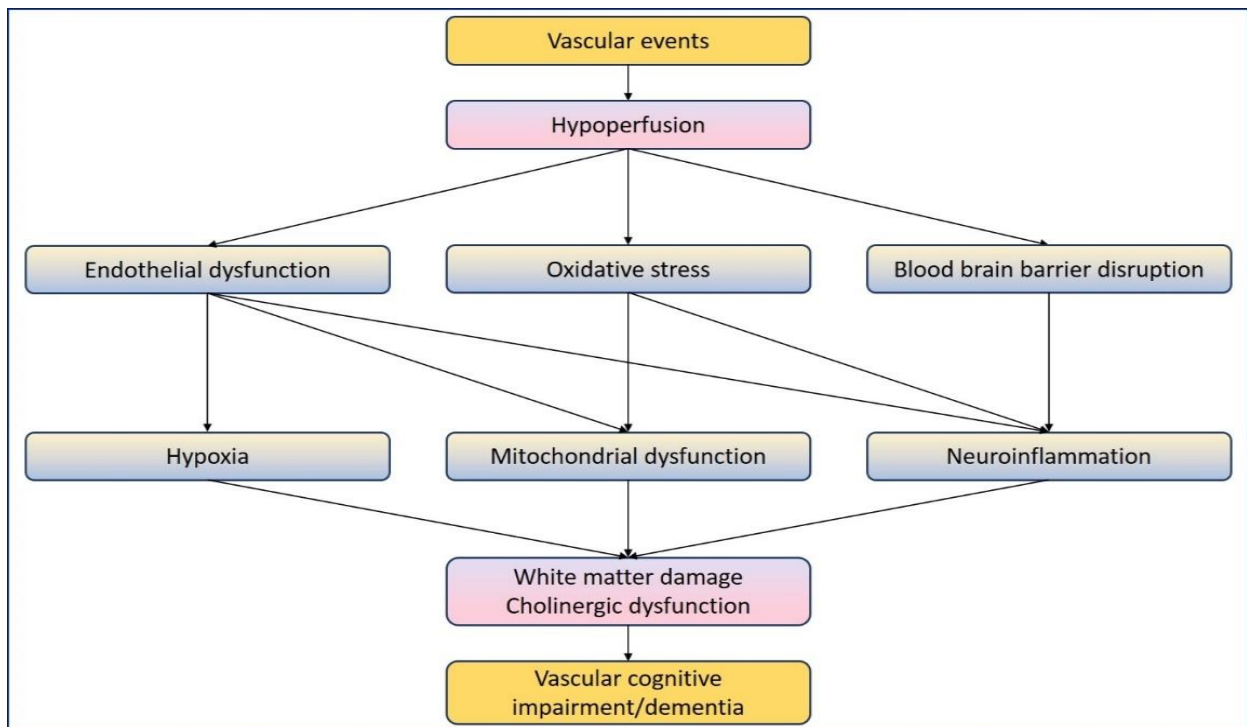 Vascular events
Hypoperfusion
Endothelial dysfunction
Oxidative stress
Blood brain barrier disruption
Hypoxia
Mitochondrial dysfunction
Neuroinflammation
White matter damage
Cholinergic dysfunction
Vascular cognitive
impairment/dementia